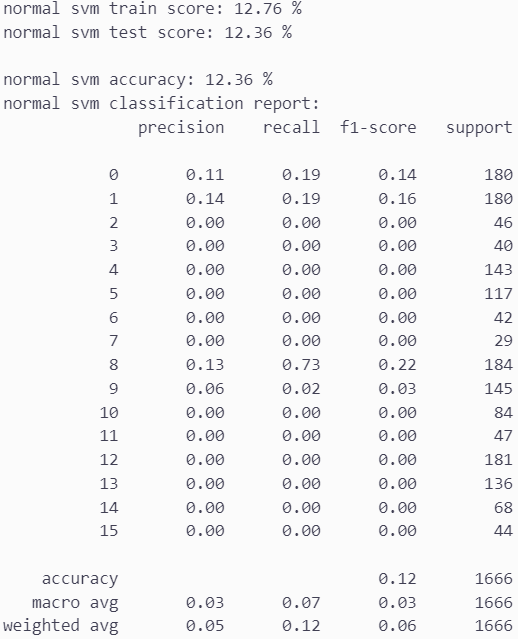 normal svm train score: 12.76 %
normal svm test score: 12.36 %
normal svm accuracy: 12.36 %
normal svm classification report:
precision recall f1-score support
0 0.11 0.19 0.14 180
1 0.14 0.19 0.16 180
2 0.00 0.00 0.00 46
3 0.00 0.00 0.00 40
4 0.00 0.00 0.00 143
5 0.00 0.00 0.00 117
6 0.00 0.00 0.00 42
7 0.00 0.00 0.00 29
8 0.13 0.73 0.22 184
9 0.06 0.02 0.03 145
10 0.00 0.00 0.00 84
11 0.00 0.00 0.00 47
12 0.00 0.00 0.00 181
13 0.00 0.00 0.00 136
14 0.00 0.00 0.00 68
15 0.00 0.00 0.00 44
accuracy 0.12 1666
macro avg 0.03 0.07 0.03 1666
weighted avg 0.05 0.12 0.06 1666